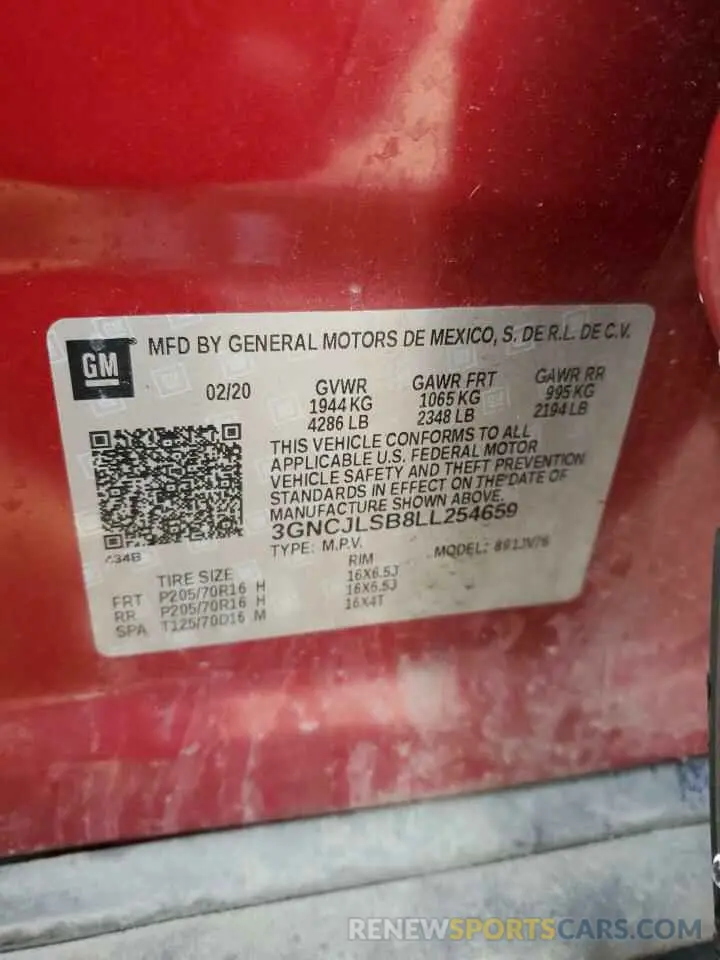 GM
MFD BY GENERAL MOTORS DE MEXICO, S. DE R.L. DE C.V.
02/20 GVWR GAWR FRT GAWR RR
1944 KG 1065 KG 995 KG
4286 LB 2348 LB 2194 LB
THIS VEHICLE CONFORMS TO ALL
APPLICABLE U.S. FEDERAL MOTOR
VEHICLE SAFETY AND THEFT PREVENTION
STANDARDS IN EFFECT ON THE DATE OF
MANUFACTURE SHOWN ABOVE.
3GNCJLSB8LL254659
TYPE: M.P.V. MODEL:
TIRE SIZE RIM
FRT P205/70R16 H 16X6.5J
RR P205/70R16 H 16X6.5J
SPA T125/70D16 M 16X4T
RENEWSPORTSCARS.COM